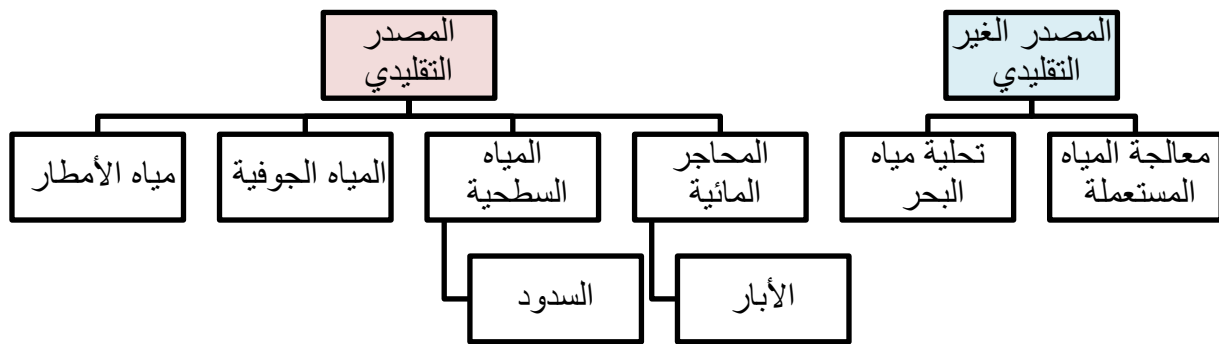 المصدر الغير
التقليدي
معالجة المياه
المستعملة
تحلية مياه
البحر
المصدر
التقليدي
المحاجر
المائية
المياه
السطحية
المياه الجوفية
مياه الأمطار
الأبار
السدود